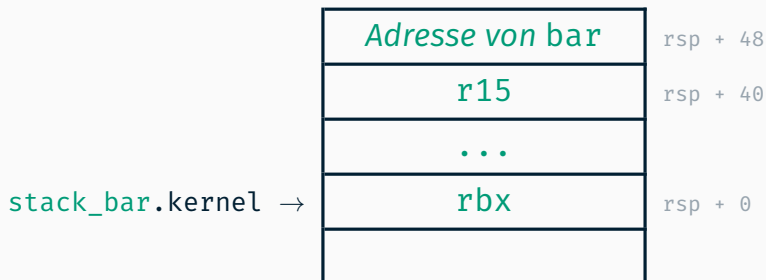 Adresse von bar rsp + 48
r15 rsp + 40
...
stack_bar.kernel → rbx rsp + 0